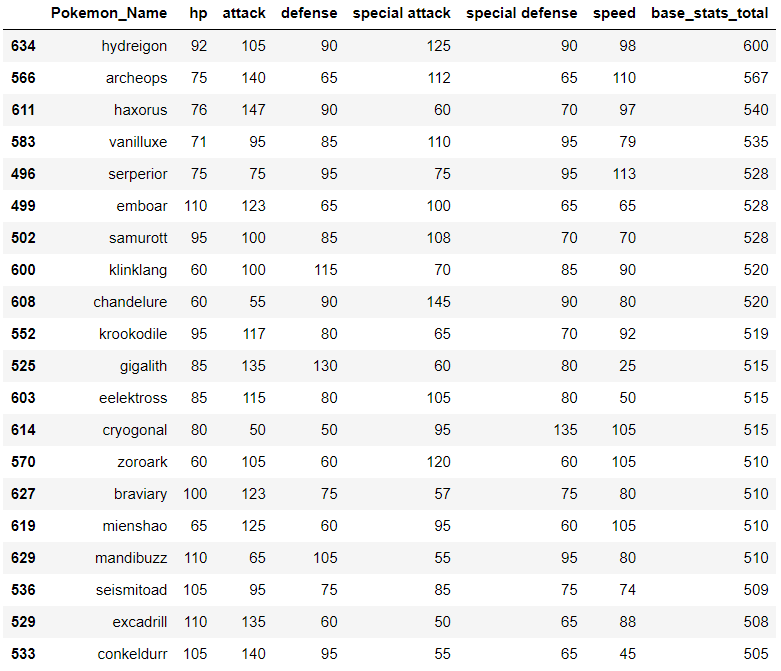 Pokemon_Name hp attack defense special attack special defense speed base_stats_total
634 hydreigon 92 105 90 125 90 98 600
566 archeops 75 140 65 112 65 110 567
611 haxorus 76 147 90 60 70 97 540
583 vanilluxe 71 95 85 110 95 79 535
496 serperior 75 75 95 75 95 113 528
499 emboar 110 123 65 100 65 65 528
502 samurott 95 100 85 108 70 70 528
600 klinklang 60 100 115 70 85 90 520
608 chandelure 60 55 90 145 90 80 520
552 krookodile 95 117 80 65 70 92 519
525 gigalith 85 135 130 60 80 25 515
603 eelektross 85 115 80 105 80 50 515
614 cryogonal 80 50 50 95 135 105 515
570 zoroark 60 105 60 120 60 105 510
627 braviary 100 123 75 57 75 80 510
619 mienshao 65 125 60 95 60 105 510
629 mandibuzz 110 65 105 55 95 80 510
536 seismitoad 105 95 75 85 75 74 509
529 excadrill 110 135 60 50 65 88 508
533 conkeldurr 105 140 95 55 65 45 505